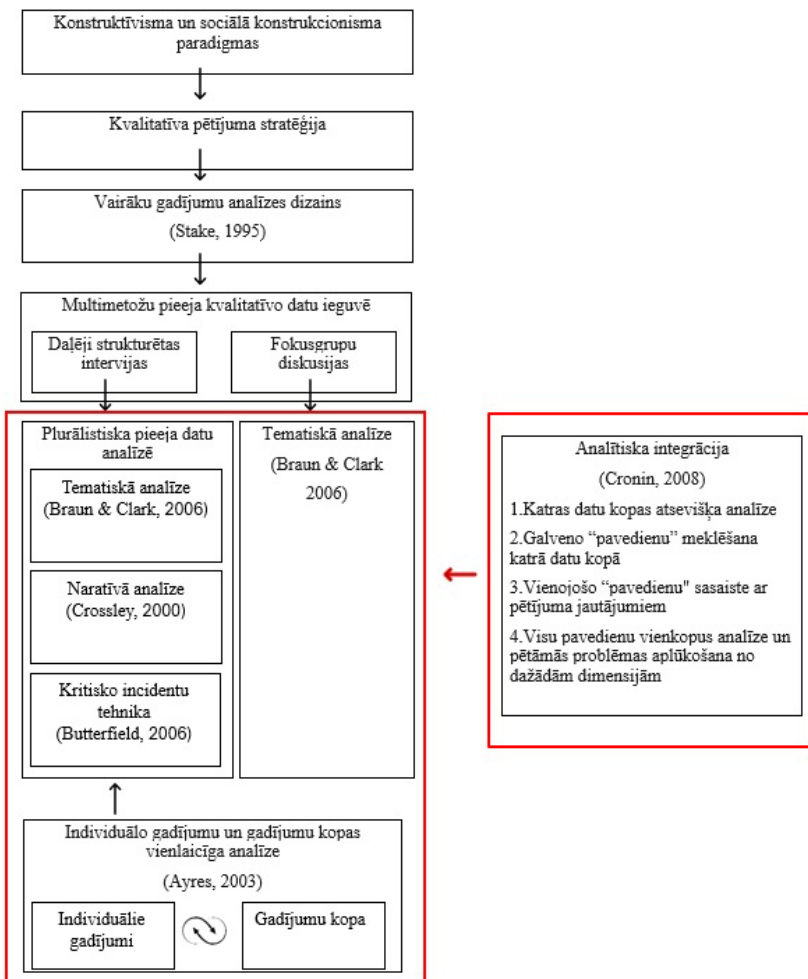 Konstruktīvisma un sociālā konstrukcionisma
paradigmas
Kvalitatīva pētījuma stratēģija
Vairāku gadījumu analīzes dizains
(Stake, 1995)
Multimetožu pieeja kvalitatīvo datu ieguvē
Daļēji strukturētas
intervijas
Fokusgrupu
diskusijas
Plurālistiska pieeja datu
analīzē
Tematiskā analīze
(Braun & Clark, 2006)
Naratīvā analīze
(Crossley, 2000)
Kritisko incidentu
tehnika
(Butterfield, 2006)
Tematiskā analīze
(Braun & Clark
2006)
Individuālo gadījumu un gadījumu kopas
vienlaicīga analīze
(Ayres, 2003)
Individuālie
gadījumi
Gadījumu kopa
Analītiska integrācija
(Cronin, 2008)
1.Katras datu kopas atsevišķa analīze
2.Galveno “pavedienu” meklēšana
katrā datu kopā
3.Vienojošo “pavedienu" sasaiste ar
pētījuma jautājumiem
4.Visu pavedienu vienkopus analīze un
pētāmās problēmas aplūkošana no
dažādām dimensijām